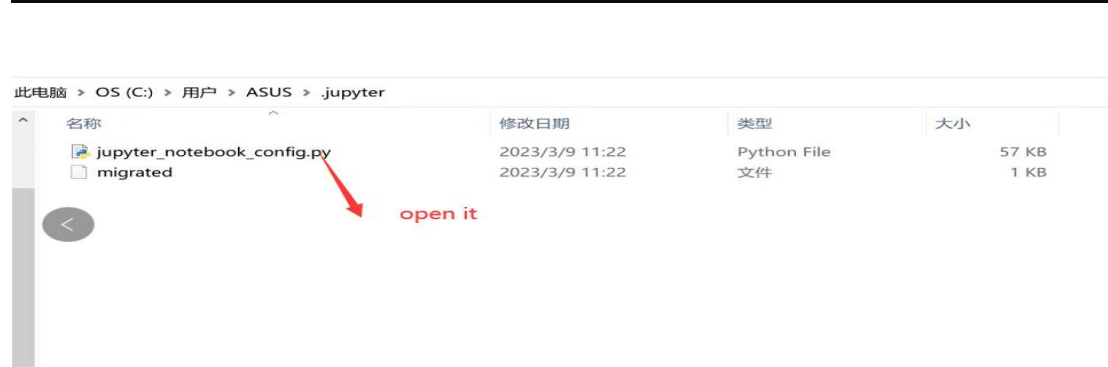 此电脑 > OS (C:) > 用户 > ASUS > .jupyter
名称 修改日期 类型 大小
jupyter_notebook_config.py 2023/3/9 11:22 Python File 57 KB
migrated 2023/3/9 11:22 文件 1 KB
open it